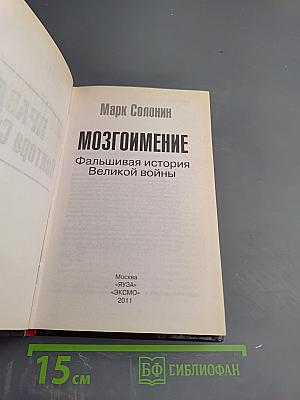 Марк Солонин
МОЗГОИМЕНИЕ
Фальшивая история
Великой войны
Москва
«ЯУЗА»
«ЭКСМО»
2011
15 см
БФ БИБЛИОФАН